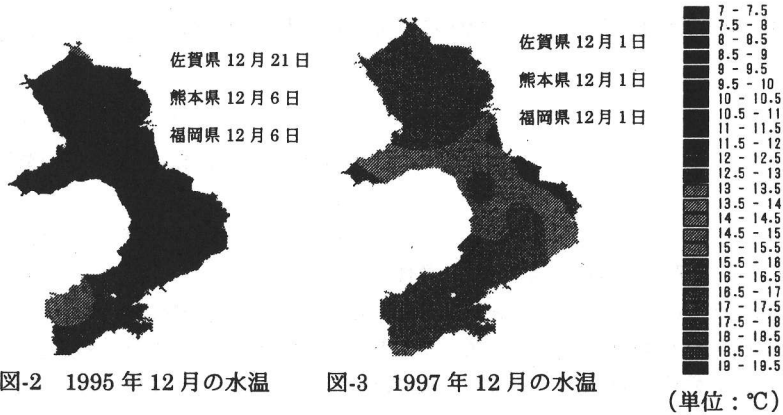 佐賀県 12月21日
熊本県 12月6日
福岡県 12月6日
図-2 1995年12月の水温
佐賀県 12月1日
熊本県 12月1日
福岡県 12月1日
図-3 1997年12月の水温
7 - 7.5
7.5 - 8
8 - 8.5
8.5 - 9
9 - 9.5
9.5 - 10
10 - 10.5
10.5 - 11
11 - 11.5
11.5 - 12
12 - 12.5
12.5 - 13
13 - 13.5
13.5 - 14
14 - 14.5
14.5 - 15
15 - 15.5
15.5 - 16
16 - 16.5
16.5 - 17
17 - 17.5
17.5 - 18
18 - 18.5
18.5 - 19
19 - 19.5
(単位：℃)